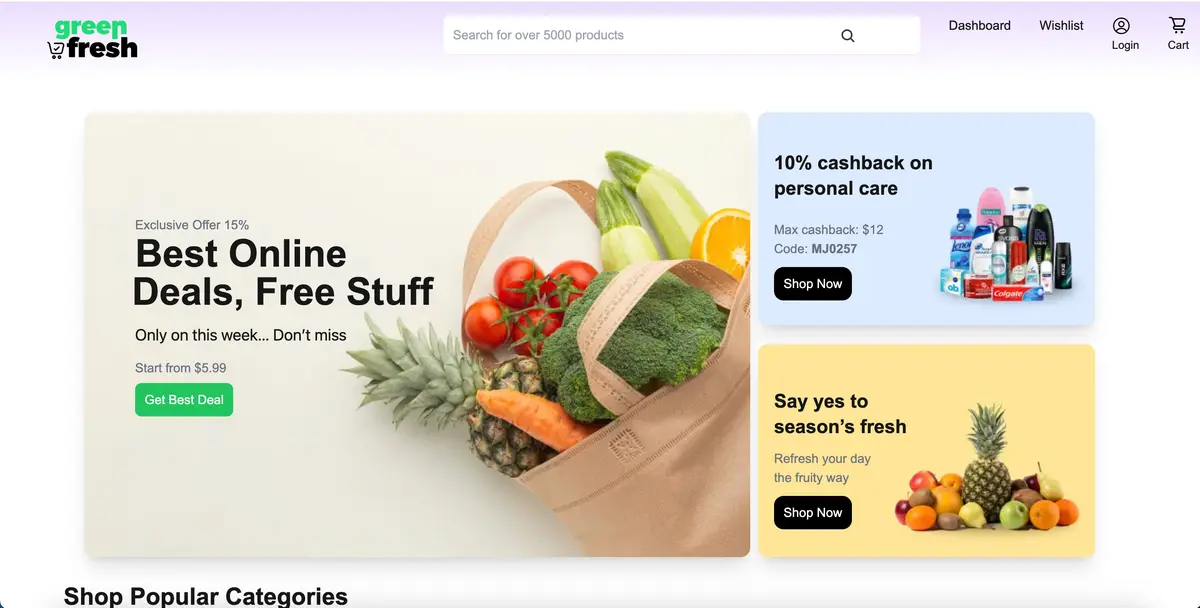 green
fresh
Search for over 5000 products
Dashboard
Wishlist
Login
Cart
Exclusive Offer 15%
Best Online
Deals, Free Stuff
Only on this week... Don’t miss
Start from $5.99
Get Best Deal
10% cashback on
personal care
Max cashback: $12
Code: MJ0257
Shop Now
Colgate
Say yes to
season’s fresh
Refresh your day
the fruity way
Shop Now
Shop Popular Categories